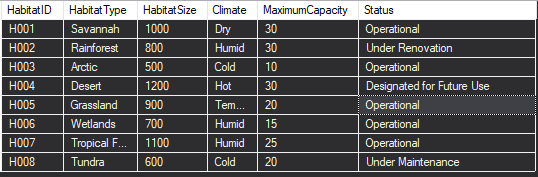 HabitatID HabitatType HabitatSize Climate MaximumCapacity Status
H001 Savannah 1000 Dry 30 Operational
H002 Rainforest 800 Humid 30 Under Renovation
H003 Arctic 500 Cold 10 Operational
H004 Desert 1200 Hot 30 Designated for Future Use
H005 Grassland 900 Tem... 20 Operational
H006 Wetlands 700 Humid 15 Operational
H007 Tropical F... 1100 Humid 25 Operational
H008 Tundra 600 Cold 20 Under Maintenance